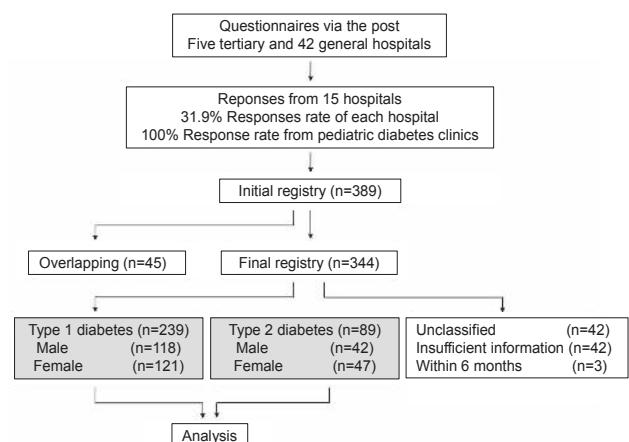 Questionnaires via the post
Five tertiary and 42 general hospitals
Reponses from 15 hospitals
31.9% Responses rate of each hospital
100% Response rate from pediatric diabetes clinics
Initial registry (n=389)
Overlapping (n=45)
Final registry (n=344)
Type 1 diabetes (n=239)
Male (n=118)
Female (n=121)
Type 2 diabetes (n=89)
Male (n=42)
Female (n=47)
Unclassified (n=42)
Insufficient information (n=42)
Within 6 months (n=3)
Analysis